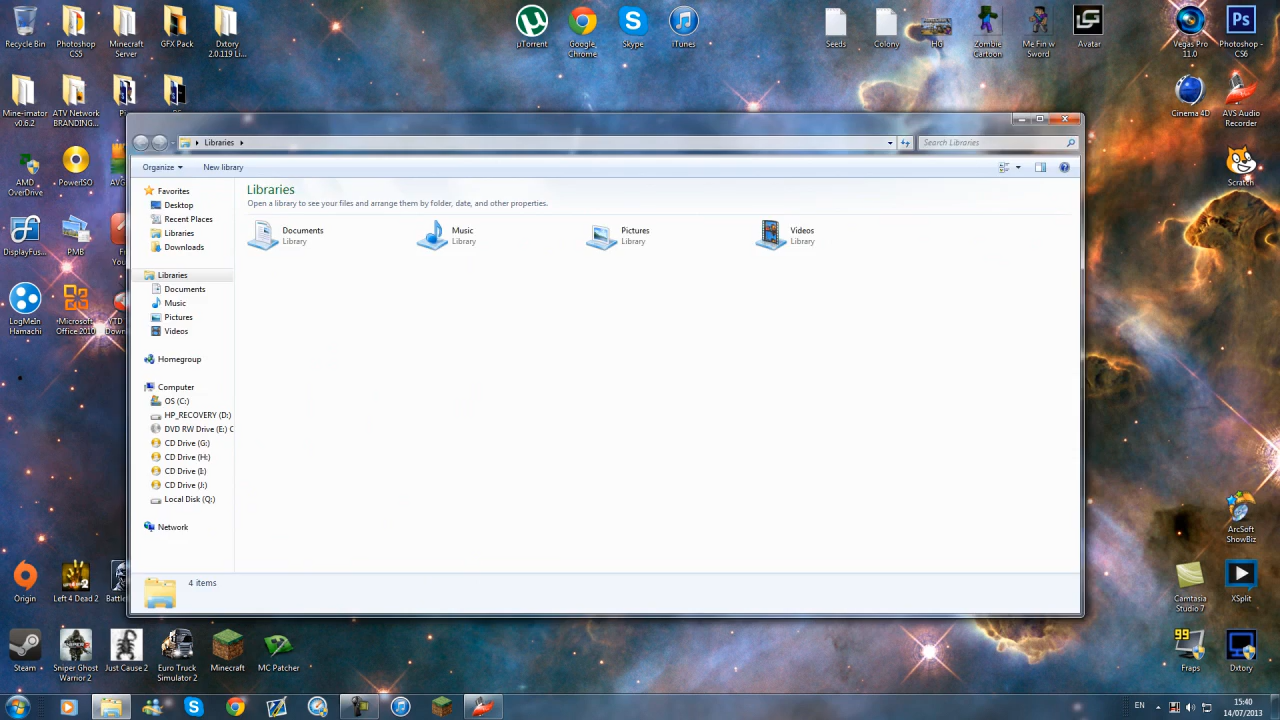 Recycle Bin
Photoshop
CS5
Minecraft
Server
GFX Pack
Dxtory
2.0.119 Li...
µTorrent
Google
Chrome
Skype
iTunes
Seeds
Colony
HG
Zombie
Cartoon
Me Fin w
Sword
Avatar
Vegas Pro
11.0
Photoshop -
CS6
Mine-imator
v0.6.2
ATV Network
BRANDING...
Cinema 4D
AVS Audio
Recorder
Libraries
Search Libraries
Organize
New library
AMD
OverDrive
PowerISO
AVG
Scratch
Favorites
Desktop
Recent Places
Libraries
Downloads
Libraries
Open a library to see your files and arrange them by folder, date, and other properties.
Documents
Library
Music
Library
Pictures
Library
Videos
Library
DisplayFus...
PMB
Libraries
Documents
Music
Pictures
Videos
LogMeIn
Hamachi
Microsoft
Office 2010
YTD
Homegroup
Computer
OS (C:)
HP_RECOVERY (D:)
DVD RW Drive (E:) C
CD Drive (G:)
CD Drive (H:)
CD Drive (I:)
CD Drive (J:)
Local Disk (Q:)
Network
ArcSoft
ShowBiz
4 items
Origin
Left 4 Dead 2
Camtasia
Studio 7
XSplit
Steam
Sniper Ghost
Warrior 2
Just Cause 2
Euro Truck
Simulator 2
Minecraft
MC Patcher
99
Fraps
Dxtory
EN
15:40
14/07/2013